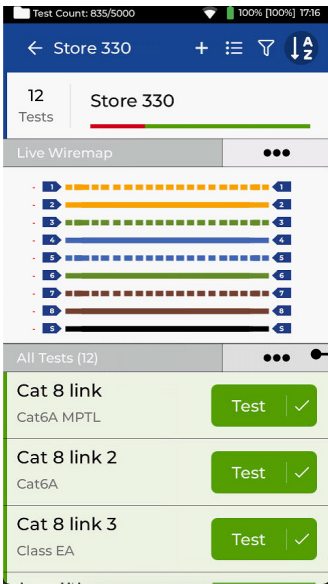 Test Count: 835/5000 100% [100%] 17:16
Store 330
A
Z
12
Tests
Store 330
Live Wiremap
- 1 1
- 2 2
- 3 3
- 4 4
- 5 5
- 6 6
- 7 7
- 8 8
- S S
All Tests (12)
Cat 8 link
Cat6A MPTL
Test
Cat 8 link 2
Cat6A
Test
Cat 8 link 3
Class EA
Test